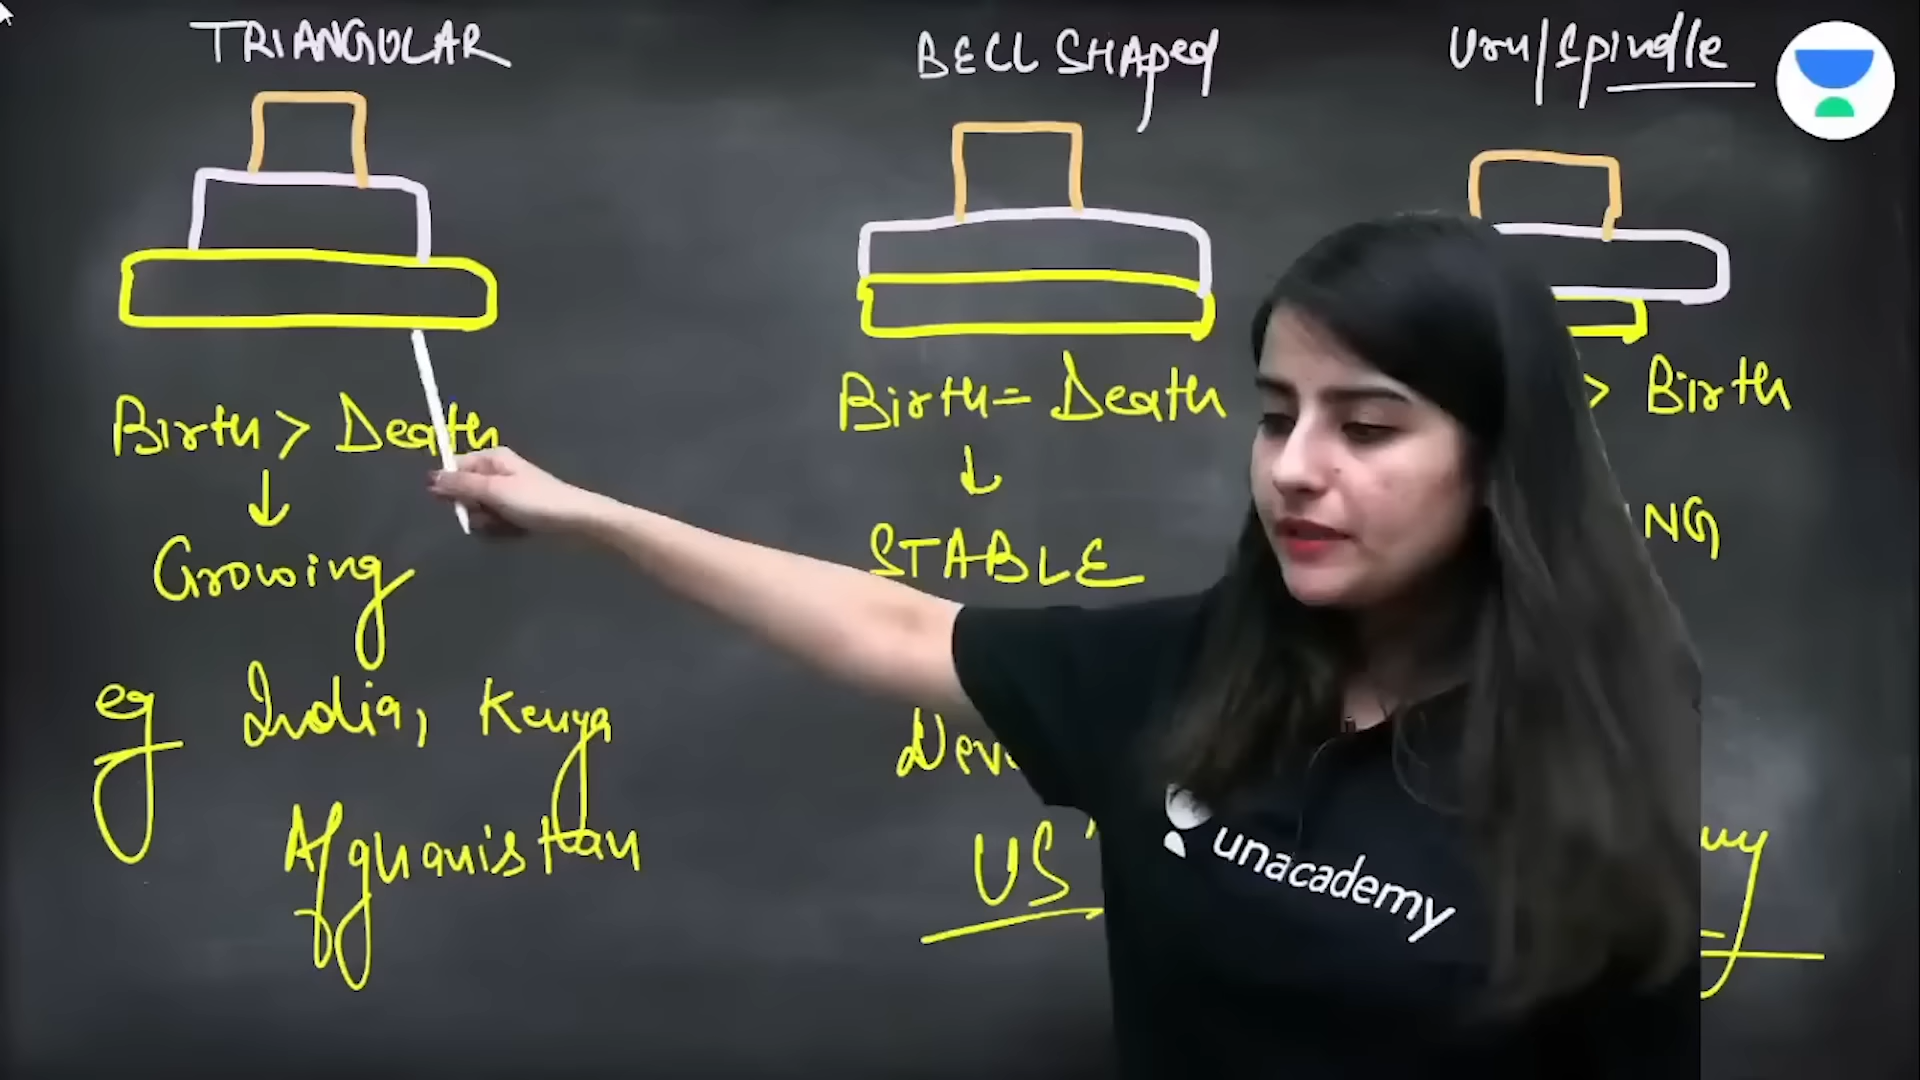 TRIANGULAR
BELL SHAped
Urn/Spindle
Birth > Death
Birth = Death
> Birth
↓
↓
Growing
STABLE
NG
eg India, Kenya
Afghanistan
US
unacademy